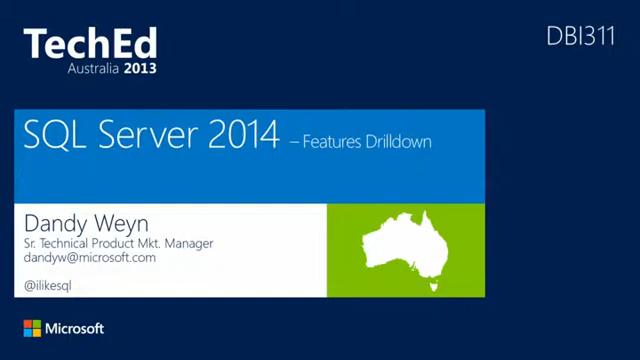 TechEd
Australia 2013
DBI311
SQL Server 2014 – Features Drilldown
Dandy Weyn
Sr. Technical Product Mkt. Manager
dandyw@microsoft.com
@ilikesql
Microsoft